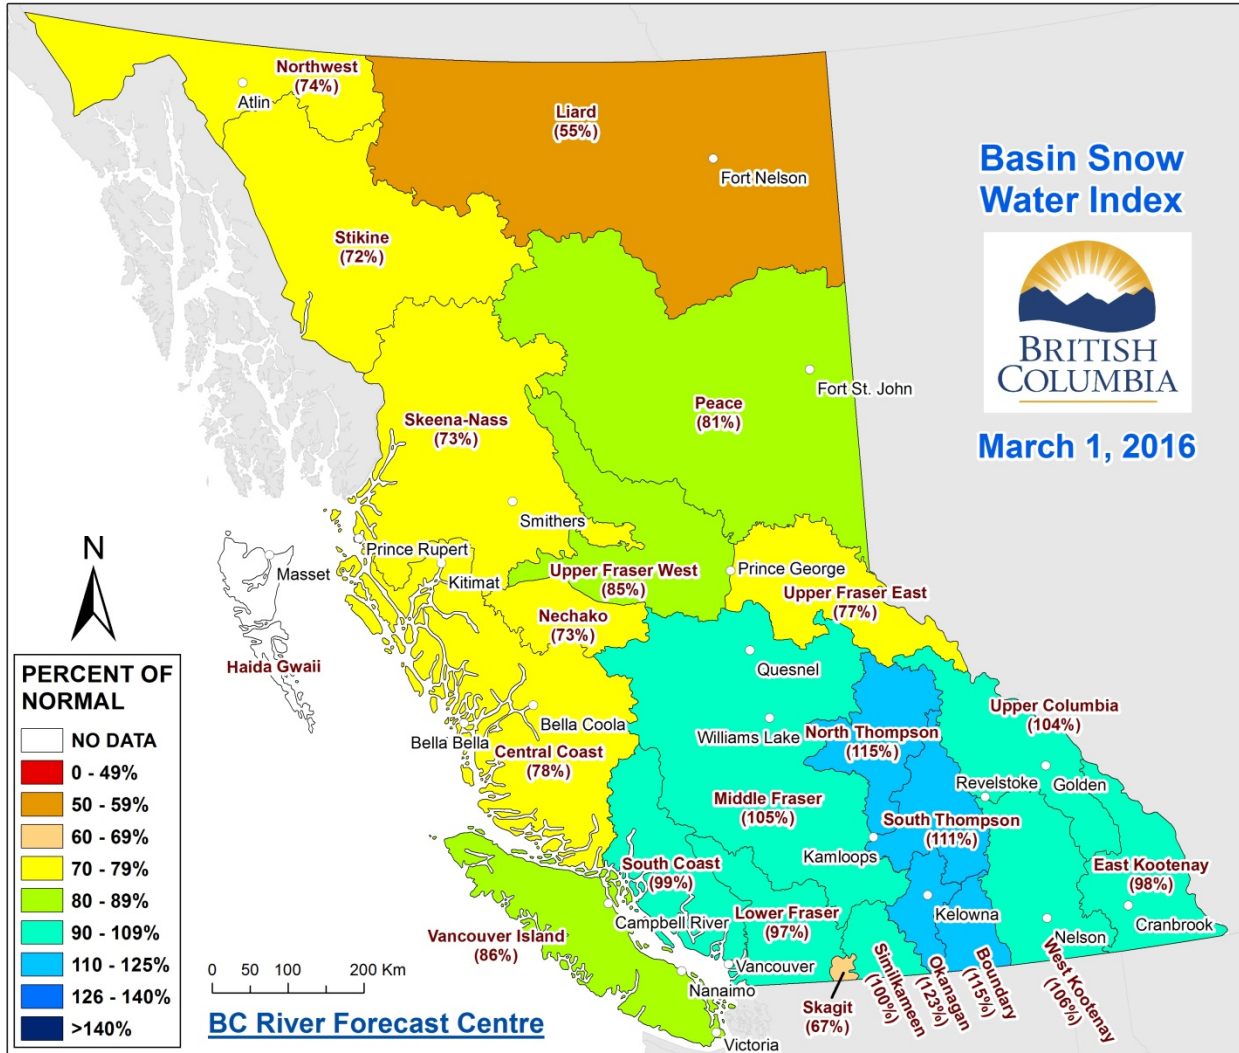 Northwest
(74%)
Atlin
Liard
(55%)
Fort Nelson
Basin Snow
Water Index
BRITISH
COLUMBIA
March 1, 2016
Stikine
(72%)
Fort St. John
Peace
(81%)
Skeena-Nass
(73%)
Smithers
Prince Rupert
Kitimat
Masset
Haida Gwaii
Upper Fraser West
(85%)
Prince George
Upper Fraser East
(77%)
Nechako
(73%)
Quesnel
Bella Coola
Bella Bella
Central Coast
(78%)
Williams Lake
North Thompson
(115%)
Upper Columbia
(104%)
Revelstoke
Golden
Middle Fraser
(105%)
South Thompson
(111%)
Kamloops
South Coast
(99%)
East Kootenay
(98%)
Cranbrook
Campbell River
Lower Fraser
(97%)
Kelowna
Nelson
Vancouver Island
(86%)
Vancouver
Nanaimo
Victoria
Skagit
(67%)
Similkameen
(100%)
Okanagan
(123%)
Boundary
(115%)
West Kootenay
(106%)
N
PERCENT OF
NORMAL
NO DATA
0 - 49%
50 - 59%
60 - 69%
70 - 79%
80 - 89%
90 - 109%
110 - 125%
126 - 140%
>140%
0 50 100 200 Km
BC River Forecast Centre